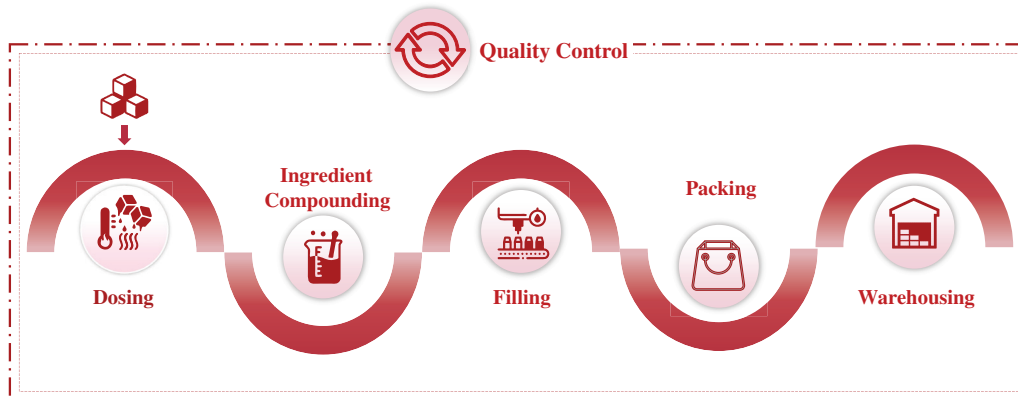 Quality Control
Ingredient
Compounding
Packing
Dosing
Filling
Warehousing